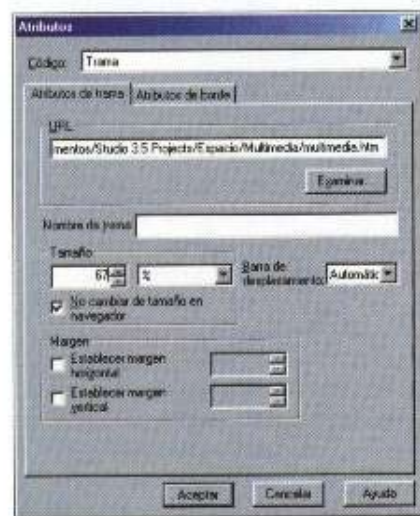 Atributos
Código: Trama
Atributos de trama Atributos de borde
URL
mentos/Studio 3.5 Projects/Espacio/Multimedia/multimedia.htm
Examinar...
Nombre de trama
Tamaño
67 %
Barra de desplazamiento: Automátic
No cambiar de tamaño en navegador
Margen
Establecer margen horizontal
Establecer margen vertical
Aceptar Cancelar Ayuda